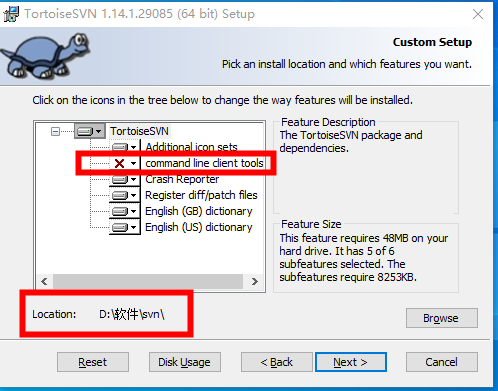 TortoiseSVN 1.14.1.29085 (64 bit) Setup
Custom Setup
Pick an install location and which features you want.
Click on the icons in the tree below to change the way features will be installed.
TortoiseSVN
Additional icon sets
command line client tools
Crash Reporter
Register diff/patch files
English (GB) dictionary
English (US) dictionary
Feature Description
The TortoiseSVN package and
dependencies.
Feature Size
This feature requires 48MB on your
hard drive. It has 5 of 6
subfeatures selected. The
subfeatures require 8253KB.
Location: D:\软件\svn\
Browse
Reset Disk Usage < Back Next > Cancel